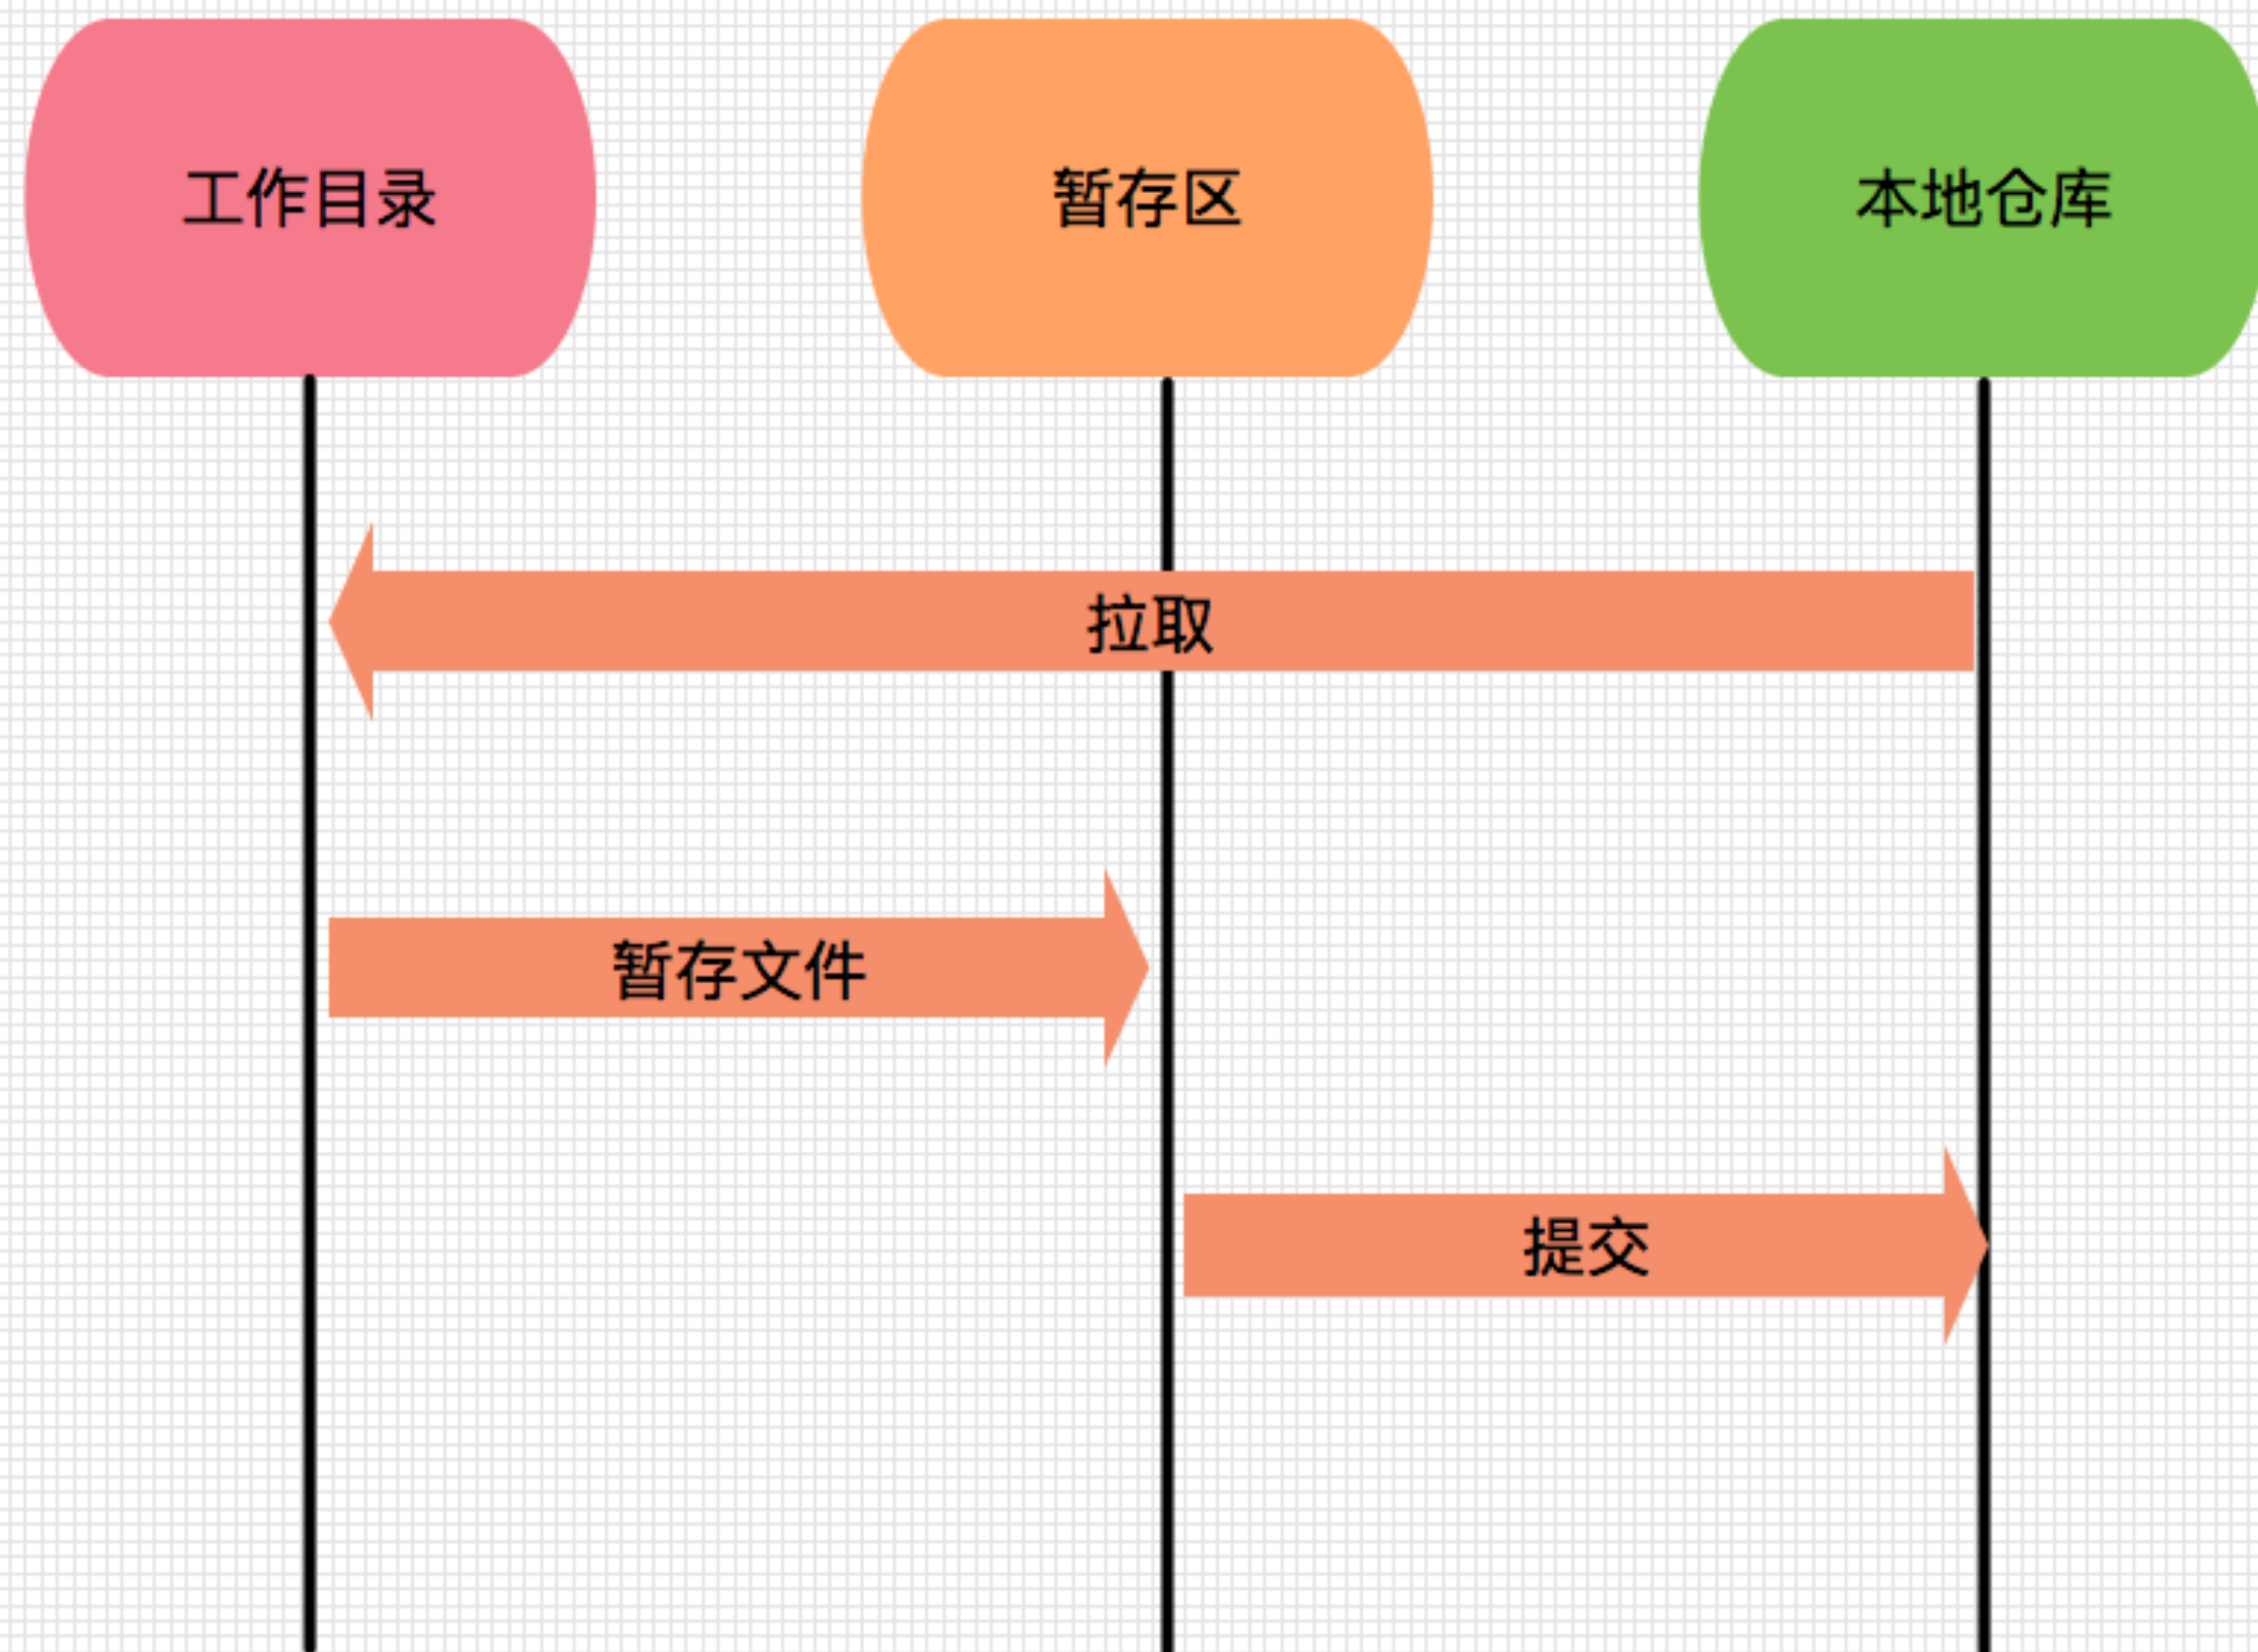 工作目录
暂存区
本地仓库
拉取
暂存文件
提交